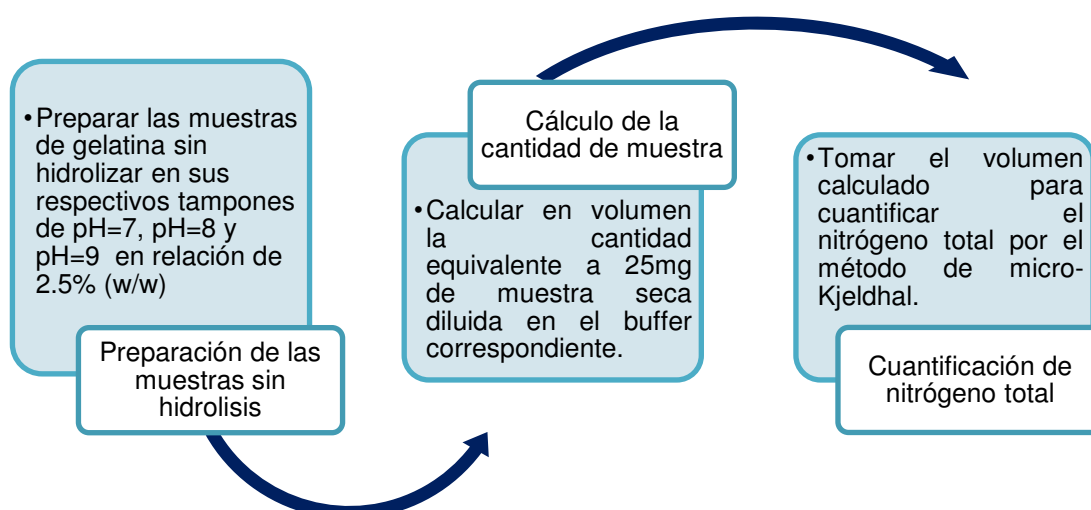 •Preparar las muestras
de gelatina sin
hidrolizar en sus
respectivos tampones
de pH=7, pH=8 y
pH=9 en relación de
2.5% (w/w)
Preparación de las
muestras sin
hidrolisis
Cálculo de la
cantidad de muestra
•Calcular en volumen
la cantidad
equivalente a 25mg
de muestra seca
diluida en el buffer
correspondiente.
•Tomar el volumen
calculado para
cuantificar el
nitrógeno total por el
método de micro-
Kjeldhal.
Cuantificación de
nitrógeno total